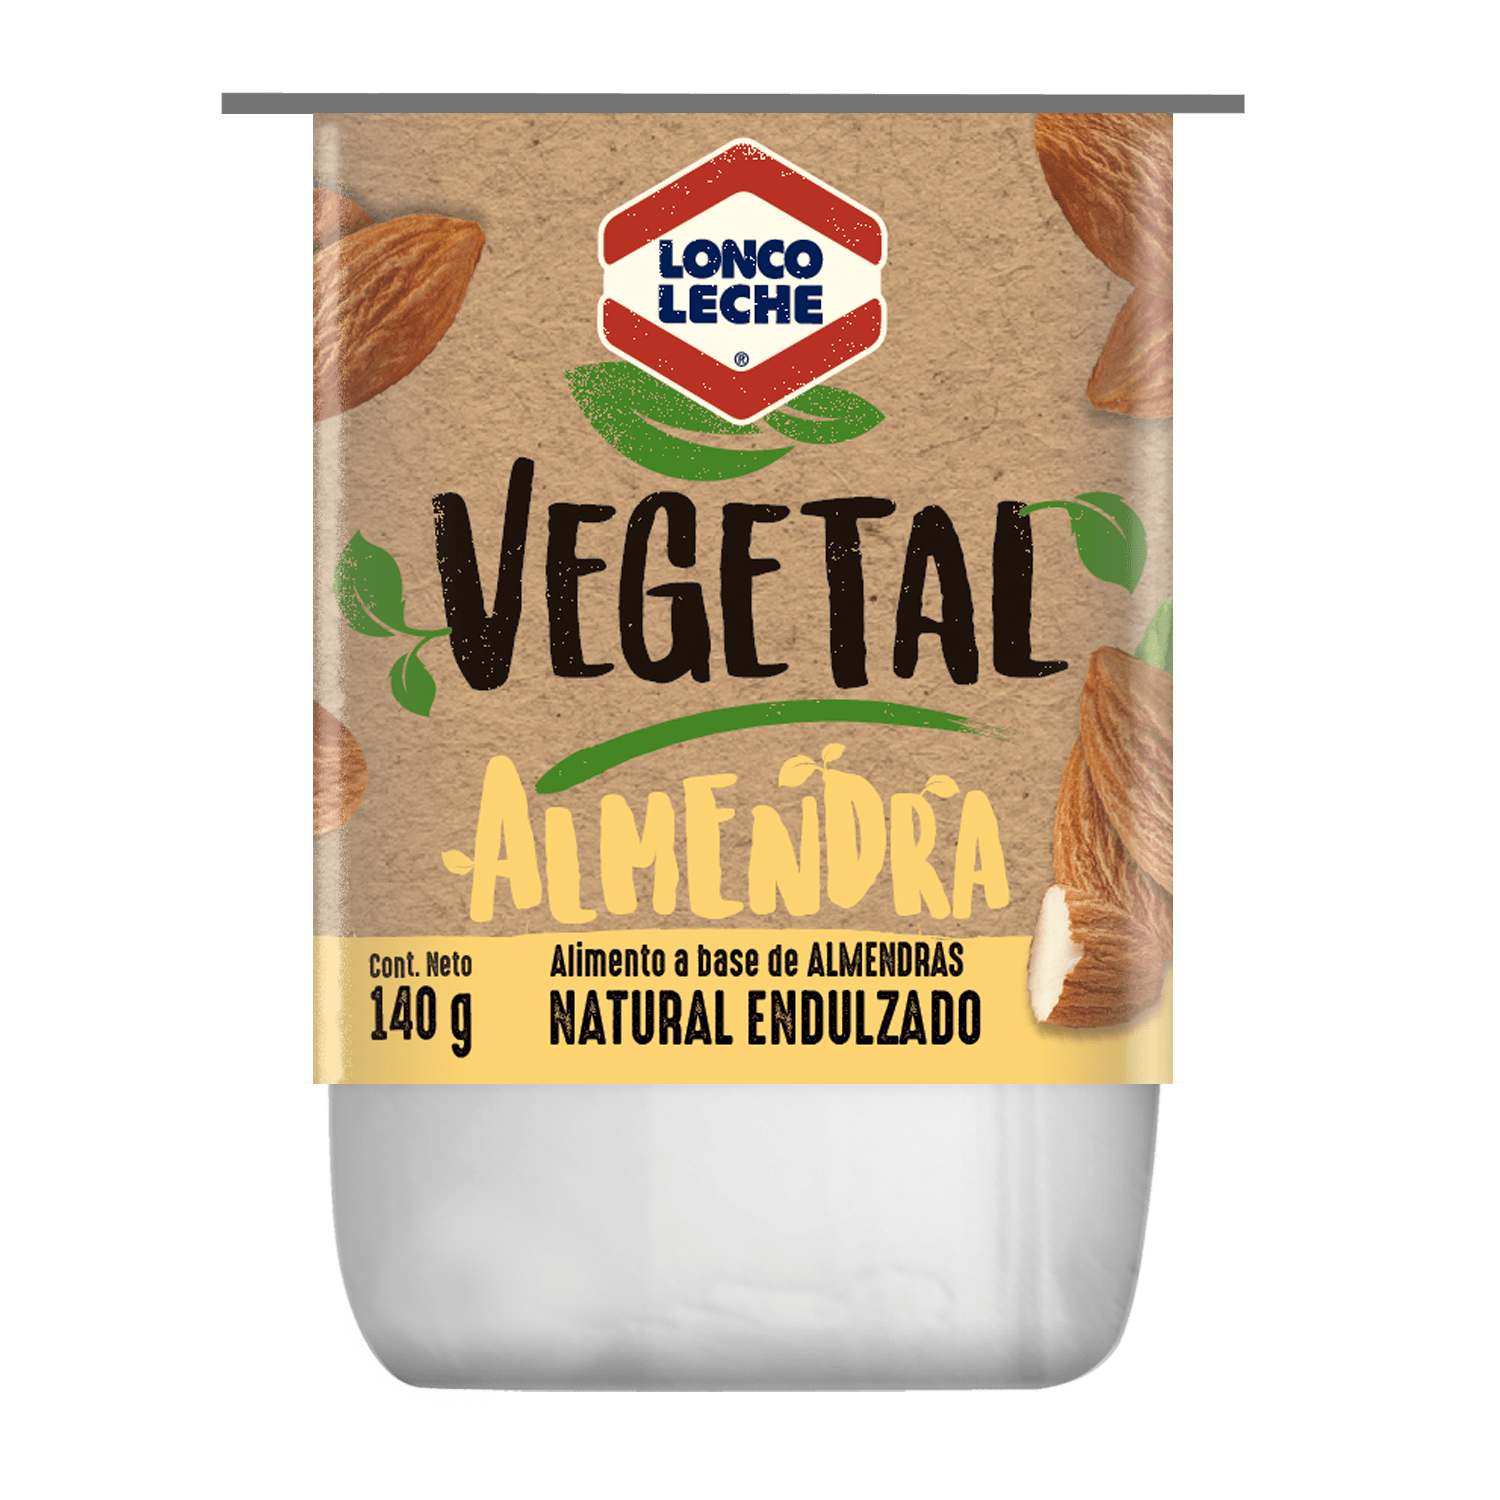 LONCO
LECHE
®
VEGETAL
ALMENDRA
Cont. Neto
140 g
Alimento a base de ALMENDRAS
NATURAL ENDULZADO